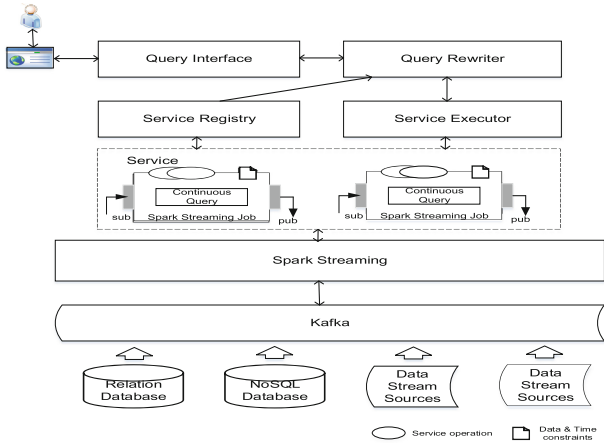 Query Interface
Query Rewriter
Service Registry
Service Executor
Service
Continuous
Query
sub
Spark Streaming Job
pub
Continuous
Query
sub
Spark Streaming Job
pub
Spark Streaming
Kafka
Relation
Database
NoSQL
Database
Data
Stream
Sources
Data
Stream
Sources
Service operation
Data & Time
constraints